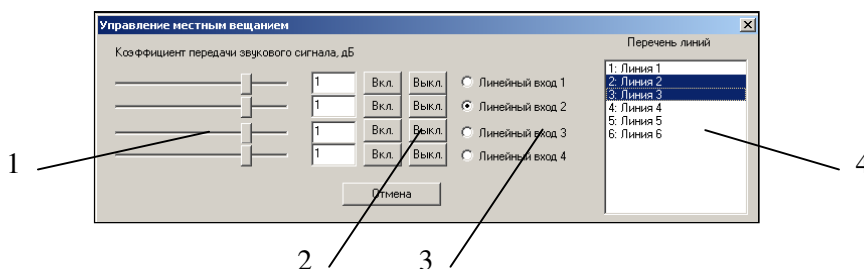 Управление местным вещанием
Коэффициент передачи звукового сигнала, дБ
Перечень линий
1 Вкл. Выкл. Линейный вход 1
1 Вкл. Выкл. Линейный вход 2
1 Вкл. Выкл. Линейный вход 3
1 Вкл. Выкл. Линейный вход 4
Отмена
1: Линия 1
2: Линия 2
3: Линия 3
4: Линия 4
5: Линия 5
6: Линия 6
1
2
3
4